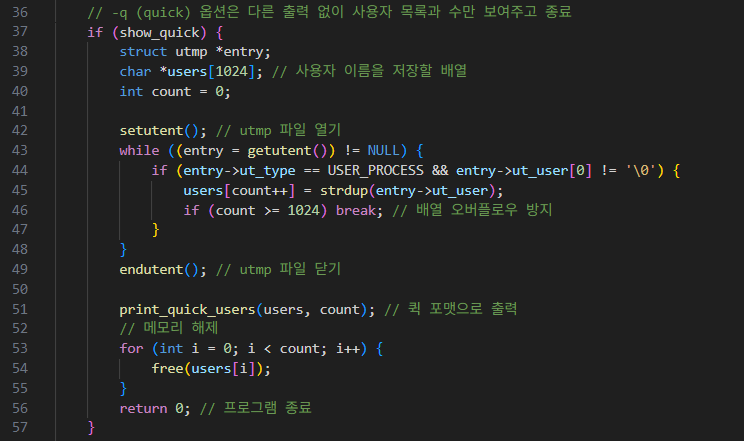 36 // -q (quick) 옵션은 다른 출력 없이 사용자 목록과 수만 보여주고 종료
37 if (show_quick) {
38 struct utmp *entry;
39 char *users[1024]; // 사용자 이름을 저장할 배열
40 int count = 0;
41
42 setutent(); // utmp 파일 열기
43 while ((entry = getutent()) != NULL) {
44 if (entry->ut_type == USER_PROCESS && entry->ut_user[0] != '\0') {
45 users[count++] = strdup(entry->ut_user);
46 if (count >= 1024) break; // 배열 오버플로우 방지
47 }
48 }
49 endutent(); // utmp 파일 닫기
50
51 print_quick_users(users, count); // 퀵 포맷으로 출력
52 // 메모리 해제
53 for (int i = 0; i < count; i++) {
54 free(users[i]);
55 }
56 return 0; // 프로그램 종료
57 }